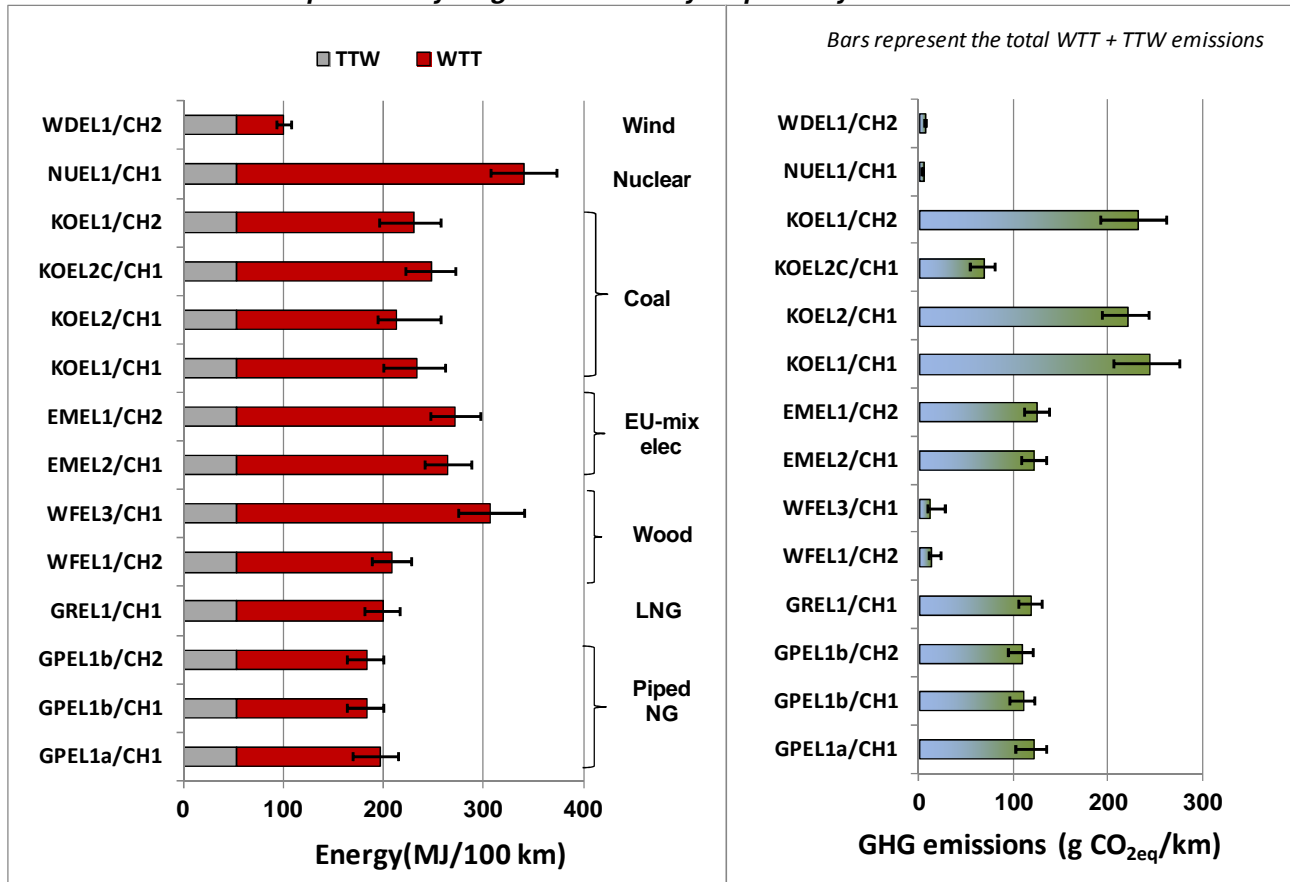 Bars represent the total WTT + TTW emissions
TTW WTT
WDEL1/CH2 Wind
NUEL1/CH1 Nuclear
KOEL1/CH2
KOEL2C/CH1
Coal
KOEL2/CH1
KOEL1/CH1
EMEL1/CH2
EU-mix
elec
EMEL2/CH1
WFEL3/CH1
Wood
WFEL1/CH2
GREL1/CH1 LNG
GPEL1b/CH2
Piped
NG
GPEL1b/CH1
GPEL1a/CH1
0 100 200 300 400
Energy(MJ/100 km)
WDEL1/CH2
NUEL1/CH1
KOEL1/CH2
KOEL2C/CH1
KOEL2/CH1
KOEL1/CH1
EMEL1/CH2
EMEL2/CH1
WFEL3/CH1
WFEL1/CH2
GREL1/CH1
GPEL1b/CH2
GPEL1b/CH1
GPEL1a/CH1
0 100 200 300
GHG emissions (g CO2eq/km)